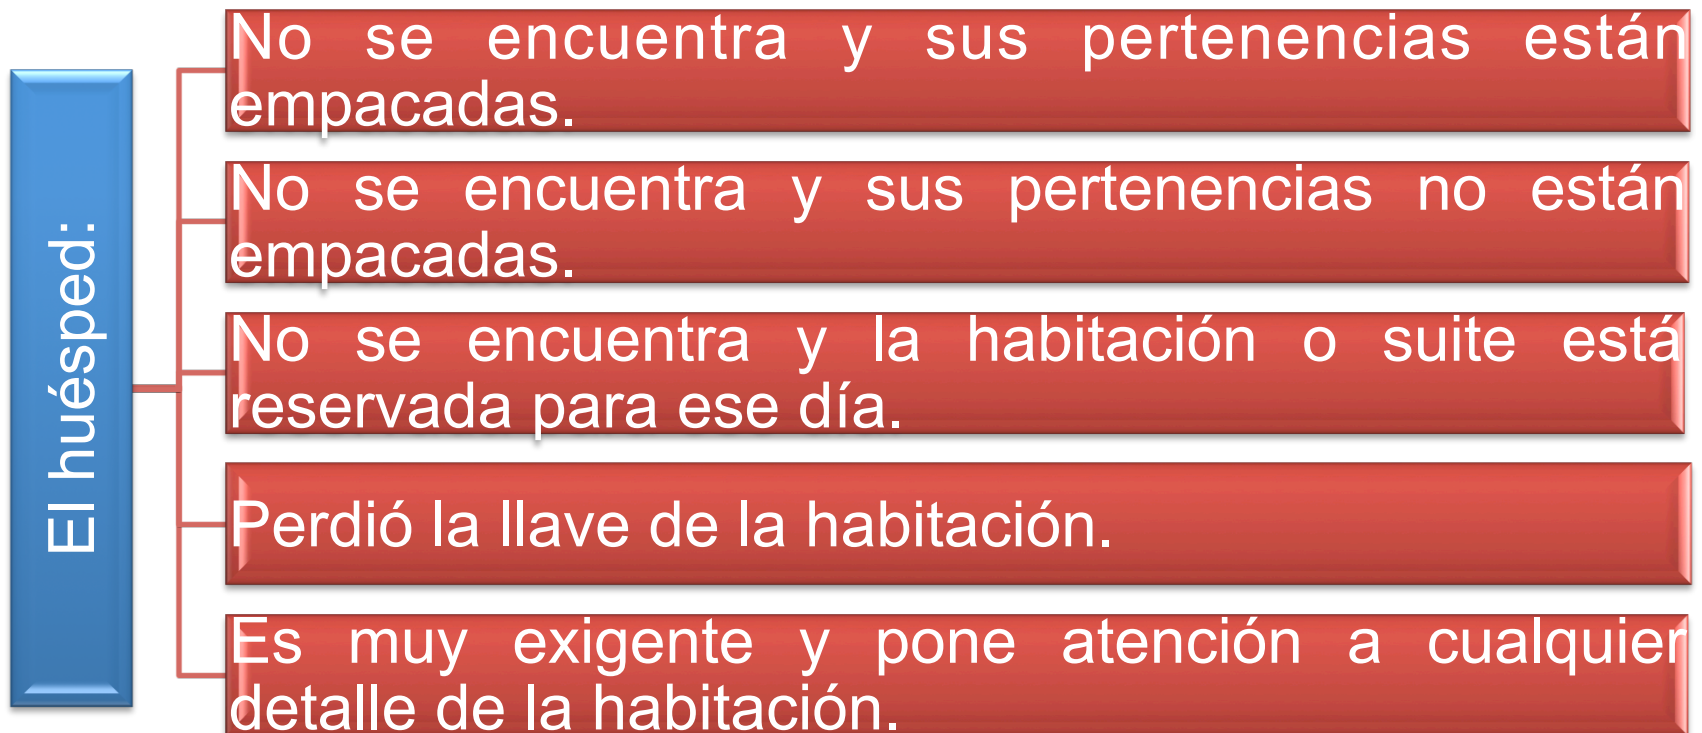 El huésped:
No se encuentra y sus pertenencias están
empacadas.
No se encuentra y sus pertenencias no están
empacadas.
No se encuentra y la habitación o suite está
reservada para ese día.
Perdió la llave de la habitación.
Es muy exigente y pone atención a cualquier
detalle de la habitación.